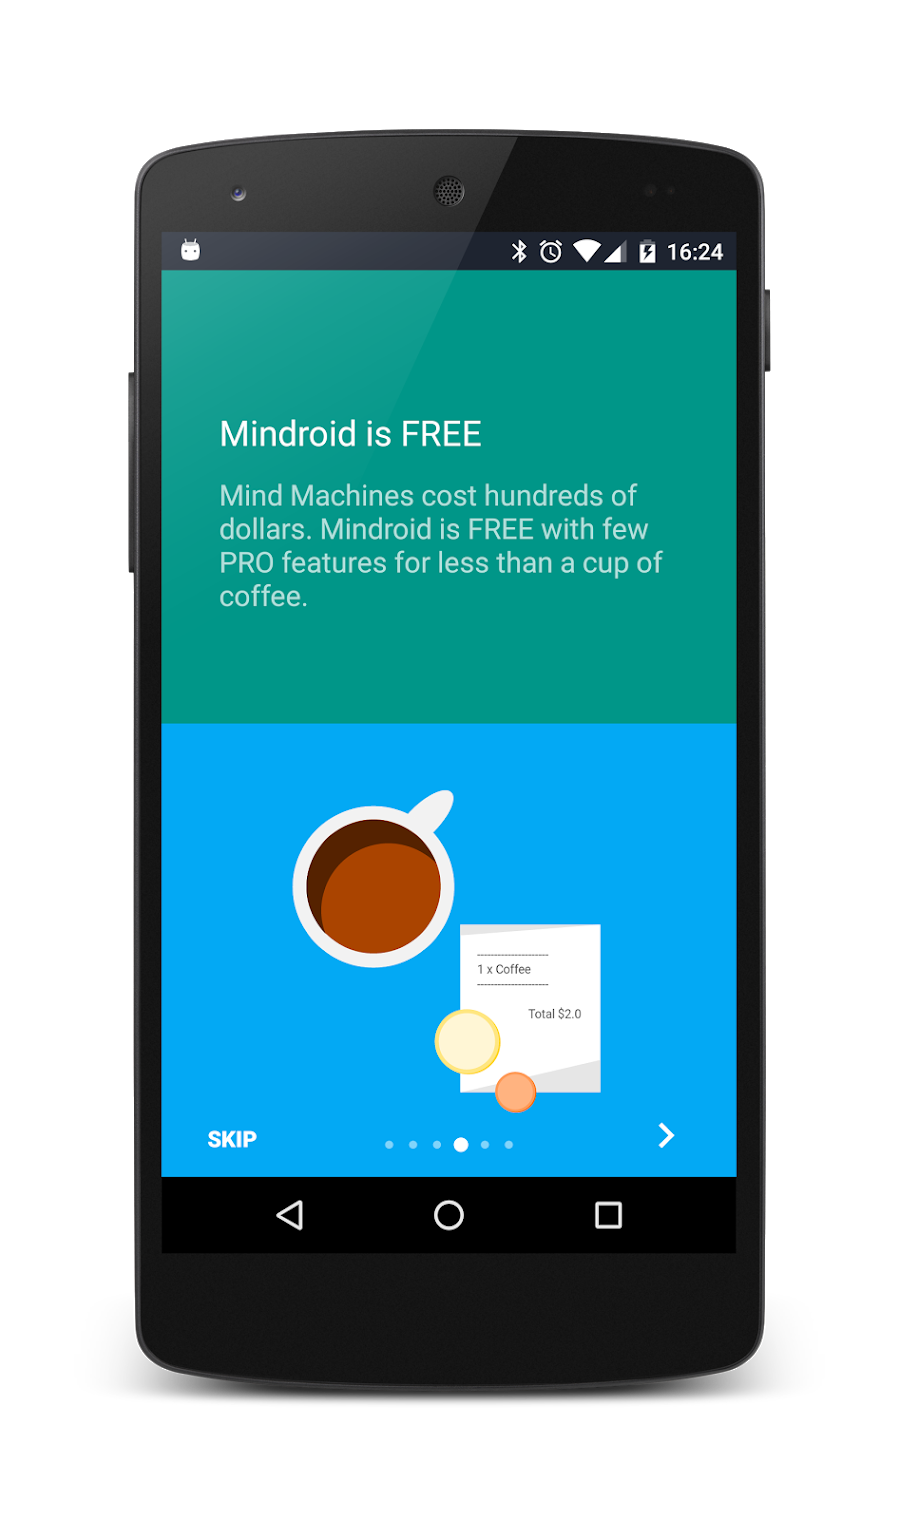 16:24
Mindroid is FREE
Mind Machines cost hundreds of
dollars. Mindroid is FREE with few
PRO features for less than a cup of
coffee.
---------------------
1 x Coffee
---------------------
Total $2.0
SKIP